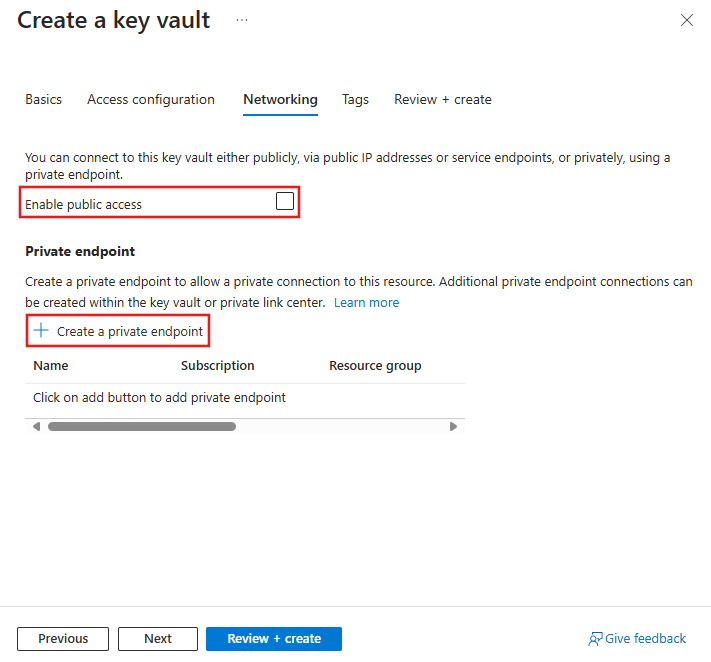 Create a key vault ...
Basics Access configuration Networking Tags Review + create
You can connect to this key vault either publicly, via public IP addresses or service endpoints, or privately, using a
private endpoint.
Enable public access
Private endpoint
Create a private endpoint to allow a private connection to this resource. Additional private endpoint connections can
be created within the key vault or private link center. Learn more
+ Create a private endpoint
Name Subscription Resource group
Click on add button to add private endpoint
Previous Next Review + create Give feedback